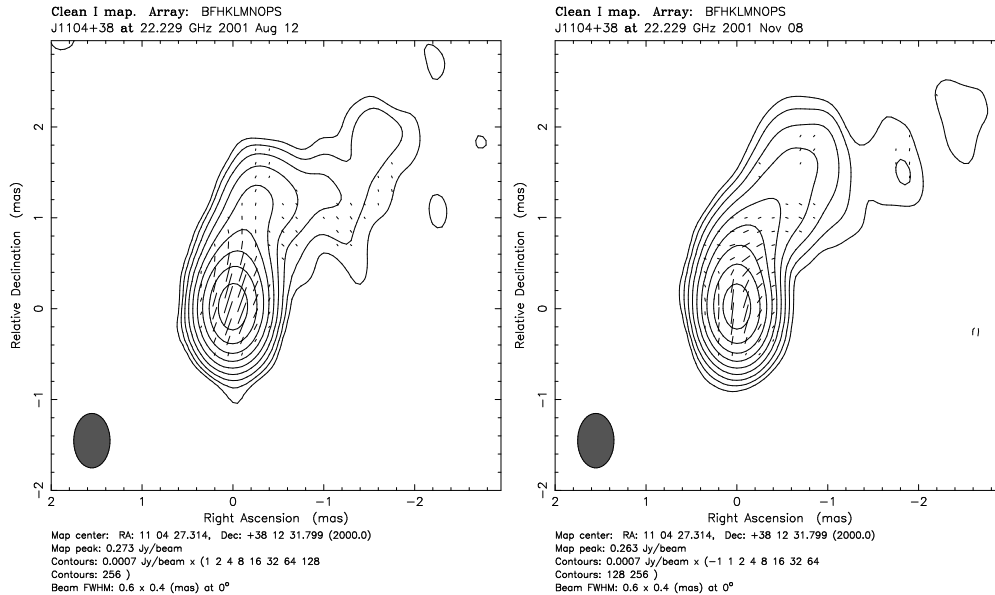 Clean I map. Array: BFHKLMNOPS
J1104+38 at 22.229 GHz 2001 Aug 12
Relative Declination (mas)
2
1
0
−1
−2
2
1
0
−1
−2
Right Ascension (mas)
Map center: RA: 11 04 27.314, Dec: +38 12 31.799 (2000.0)
Map peak: 0.273 Jy/beam
Contours: 0.0007 Jy/beam x (1 2 4 8 16 32 64 128
Contours: 256 )
Beam FWHM: 0.6 x 0.4 (mas) at 0°
Clean I map. Array: BFHKLMNOPS
J1104+38 at 22.229 GHz 2001 Nov 08
Relative Declination (mas)
2
1
0
−1
−2
2
1
0
−1
−2
Right Ascension (mas)
Map center: RA: 11 04 27.314, Dec: +38 12 31.799 (2000.0)
Map peak: 0.263 Jy/beam
Contours: 0.0007 Jy/beam x (−1 1 2 4 8 16 32 64
Contours: 128 256 )
Beam FWHM: 0.6 x 0.4 (mas) at 0°